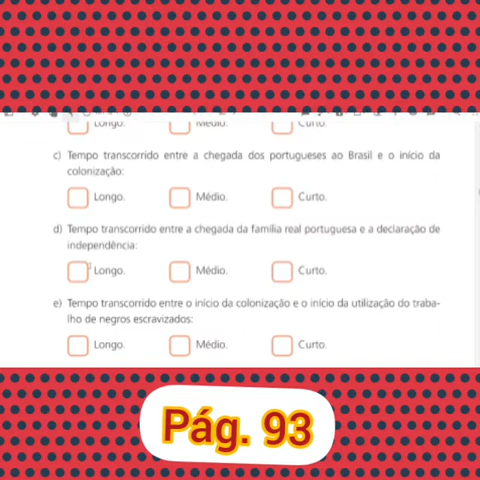 Longo. Médio. Curto.
c) Tempo transcorrido entre a chegada dos portugueses ao Brasil e o início da
colonização:
Longo. Médio. Curto.
d) Tempo transcorrido entre a chegada da família real portuguesa e a declaração de
independência:
Longo. Médio. Curto.
e) Tempo transcorrido entre o início da colonização e o início da utilização do traba-
lho de negros escravizados:
Longo. Médio. Curto.
Pág. 93